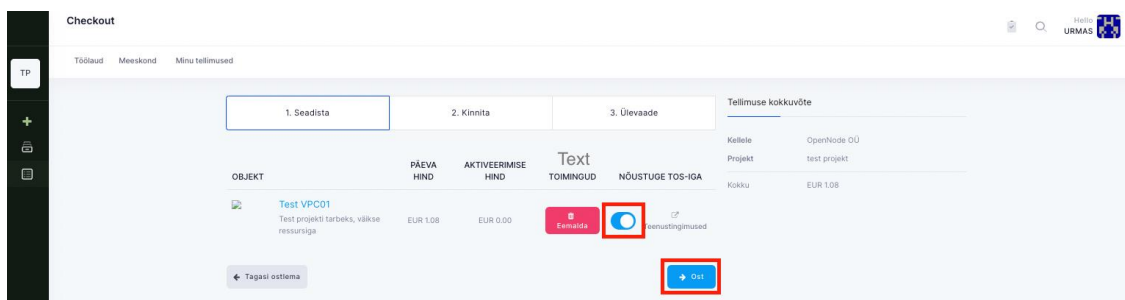 Checkout
Hello
URMAS
TP
Töölaud Meeskond Minu tellimused
1. Seadista 2. Kinnita 3. Ülevaade
Tellimuse kokkuvõte
Kellele OpenNode OÜ
Projekt test projekt
Kokku EUR 1.08
Text
OBJEKT PÄEVA HIND AKTIVEERIMISE HIND TOIMINGUD NÕUSTUGE TOS-IGA
Test VPC01
Test projekti tarbeks, väikse
ressursiga
EUR 1.08 EUR 0.00 Eemalda Teenustingimused
Tagasi ostlema Ost